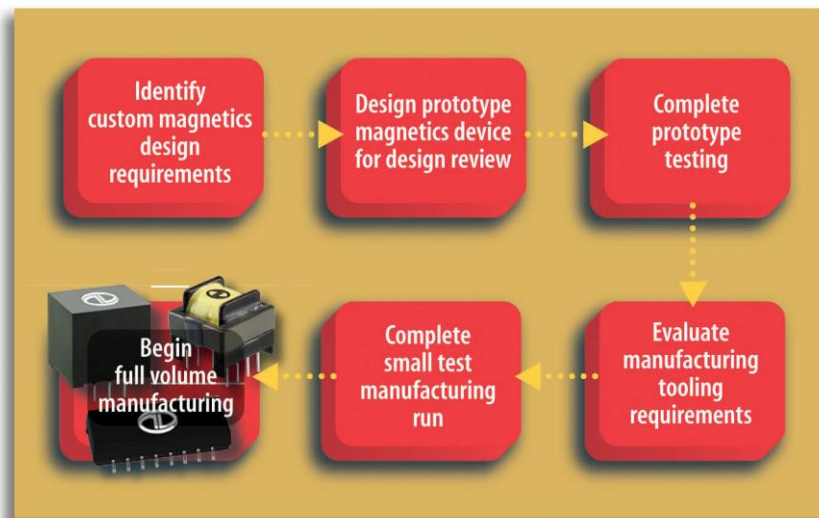 Identify
custom magnetics
design
requirements
Design prototype
magnetics device
for design review
Complete
prototype
testing
Evaluate
manufacturing
tooling
requirements
Complete
small test
manufacturing
run
Begin
full volume
manufacturing